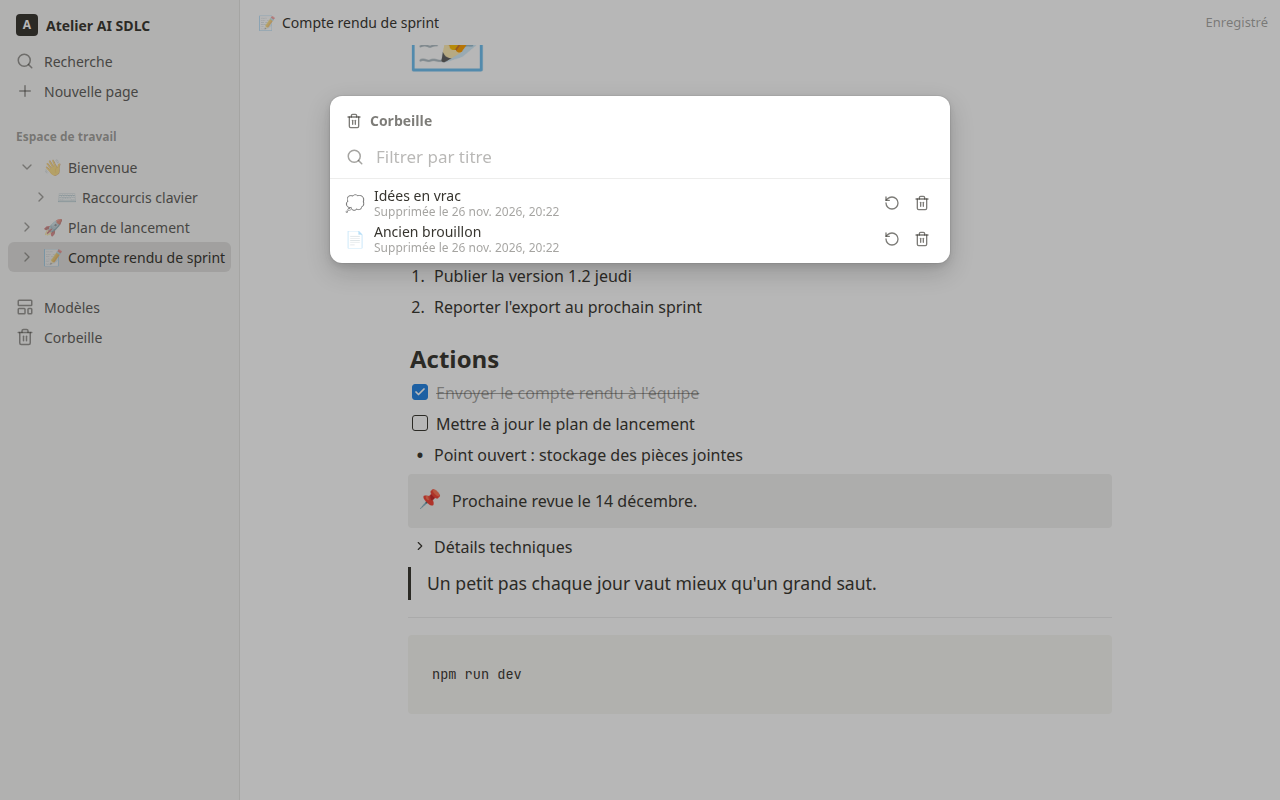 A Atelier AI SDLC
Recherche
Nouvelle page
Espace de travail
Bienvenue
Raccourcis clavier
Plan de lancement
Compte rendu de sprint
Modèles
Corbeille
Compte rendu de sprint
Enregistré
Corbeille
Filtrer par titre
Idées en vrac
Supprimée le 26 nov. 2026, 20:22
Ancien brouillon
Supprimée le 26 nov. 2026, 20:22
1. Publier la version 1.2 jeudi
2. Reporter l'export au prochain sprint
Actions
Envoyer le compte rendu à l'équipe
Mettre à jour le plan de lancement
• Point ouvert : stockage des pièces jointes
Prochaine revue le 14 décembre.
Détails techniques
Un petit pas chaque jour vaut mieux qu'un grand saut.
npm run dev